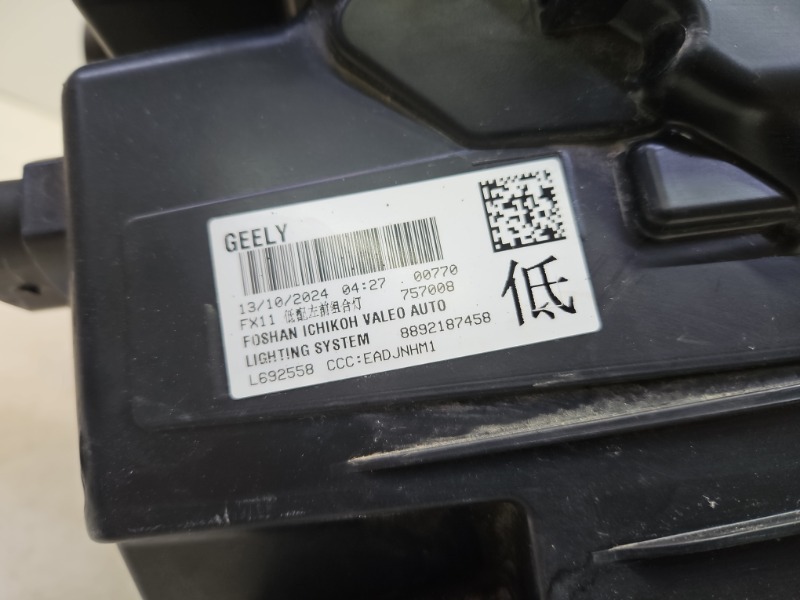 GEELY
13/10/2024 04:27 00770
FX11 低配左前组合灯 757008
FOSHAN ICHIKOH VALEO AUTO
LIGHTING SYSTEM 8892187458
L692558 CCC:EADJNHM1
低